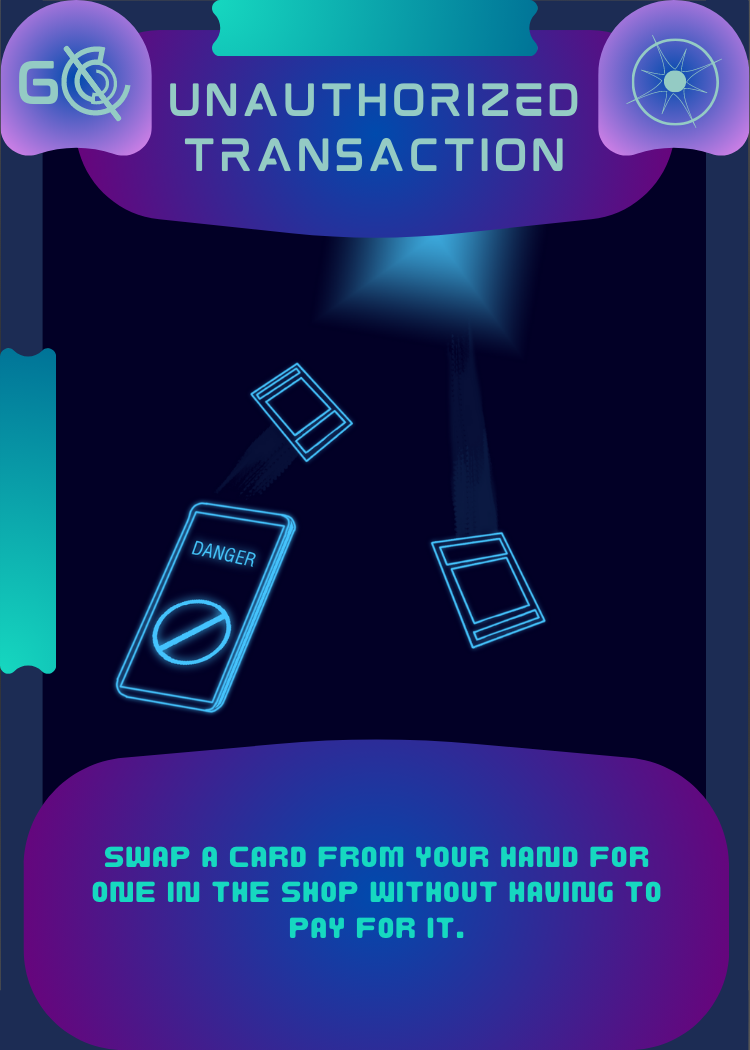 UNAUTHORIZED
TRANSACTION
DANGER
SWAP A CARD FROM YOUR HAND FOR
ONE IN THE SHOP WITHOUT HAVING TO
PAY FOR IT.